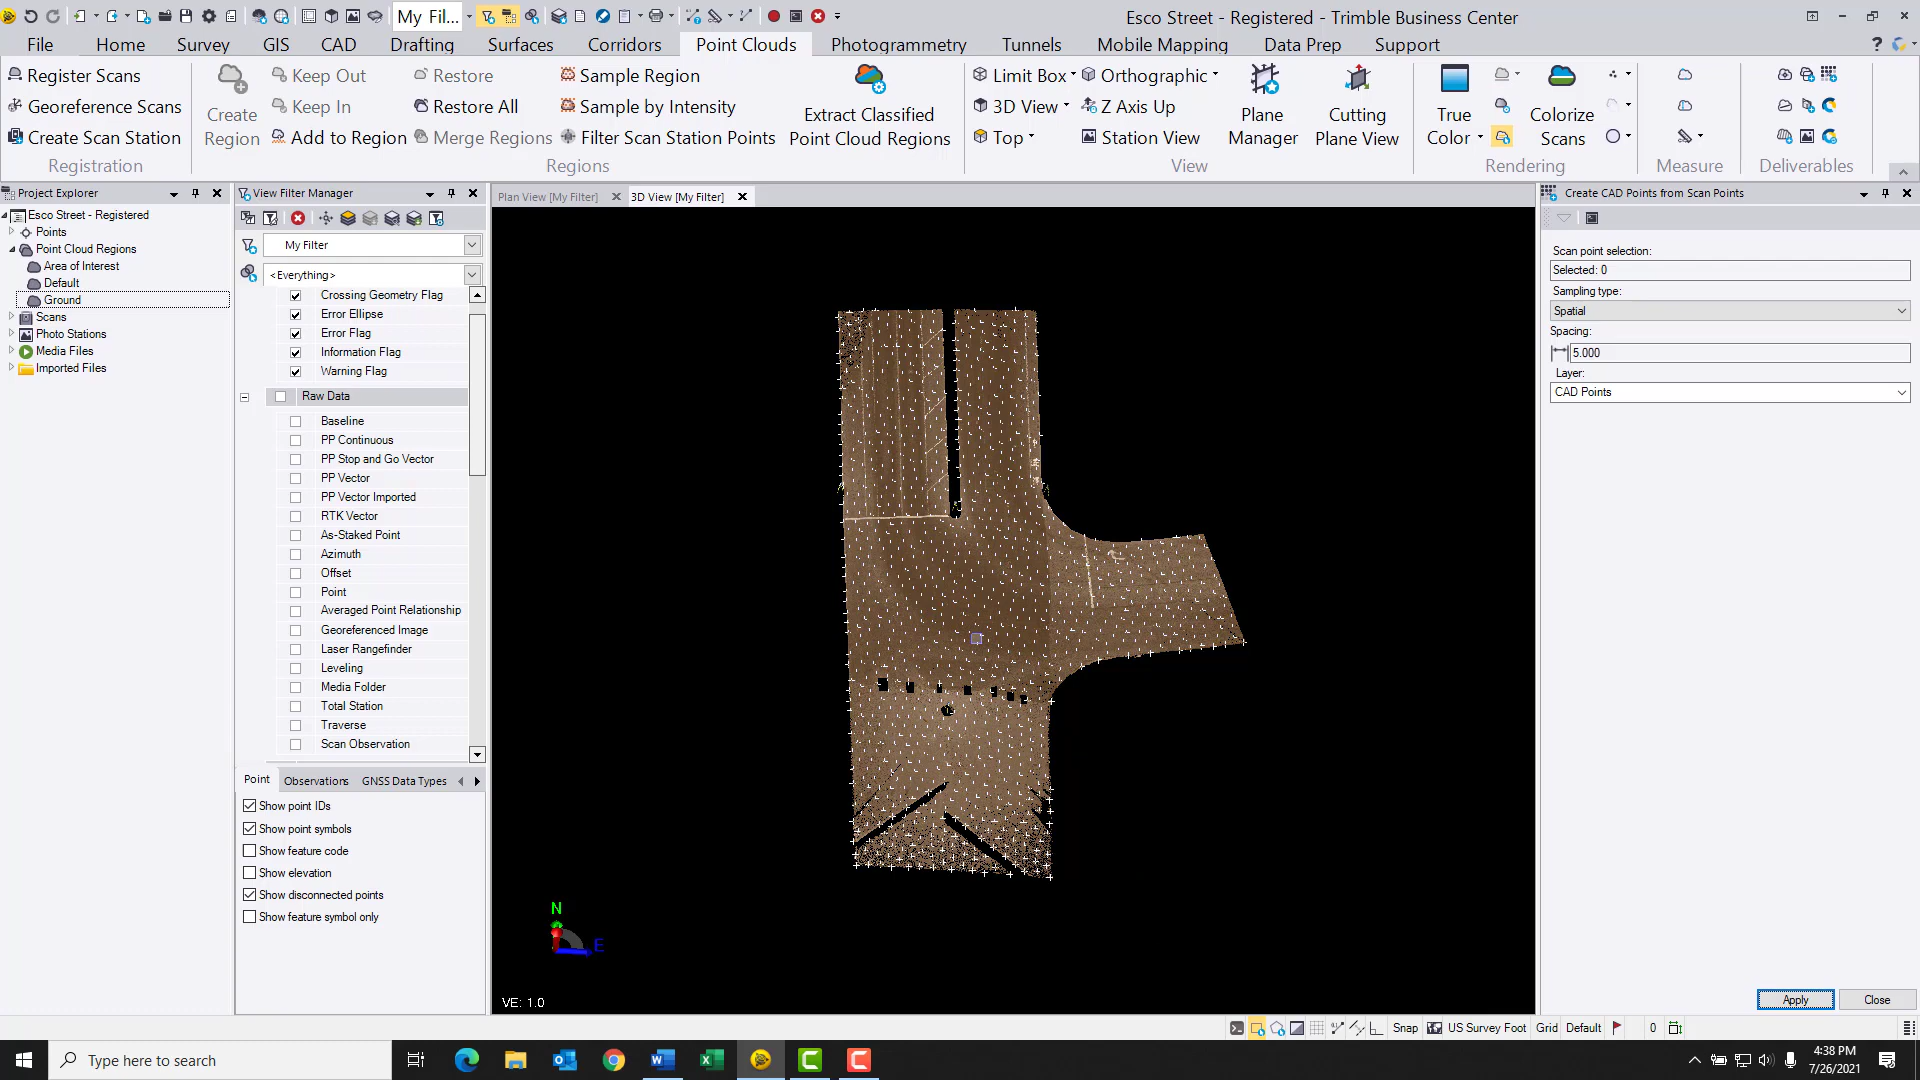 My Fil...
Esco Street - Registered - Trimble Business Center
File Home Survey GIS CAD Drafting Surfaces Corridors Point Clouds Photogrammetry Tunnels Mobile Mapping Data Prep Support
Register Scans
Georeference Scans
Create Scan Station
Registration
Create Region
Keep Out
Keep In
Add to Region
Restore
Restore All
Merge Regions
Sample Region
Sample by Intensity
Filter Scan Station Points
Extract Classified
Point Cloud Regions
Regions
Limit Box
3D View
Top
Orthographic
Z Axis Up
Station View
Plane
Manager
Cutting
Plane View
View
True
Color
Colorize
Scans
Rendering
Measure
Deliverables
Project Explorer
Esco Street - Registered
Points
Point Cloud Regions
Area of Interest
Default
Ground
Scans
Photo Stations
Media Files
Imported Files
View Filter Manager
My Filter
<Everything>
Crossing Geometry Flag
Error Ellipse
Error Flag
Information Flag
Warning Flag
Raw Data
Baseline
PP Continuous
PP Stop and Go Vector
PP Vector
PP Vector Imported
RTK Vector
As-Staked Point
Azimuth
Offset
Point
Averaged Point Relationship
Georeferenced Image
Laser Rangefinder
Leveling
Media Folder
Total Station
Traverse
Scan Observation
Point Observations GNSS Data Types
Show point IDs
Show point symbols
Show feature code
Show elevation
Show disconnected points
Show feature symbol only
Plan View [My Filter]
3D View [My Filter]
N
E
VE: 1.0
Create CAD Points from Scan Points
Scan point selection:
Selected: 0
Sampling type:
Spatial
Spacing:
5.000
Layer:
CAD Points
Apply
Close
Snap
US Survey Foot
Grid
Default
0
Type here to search
4:38 PM
7/26/2021